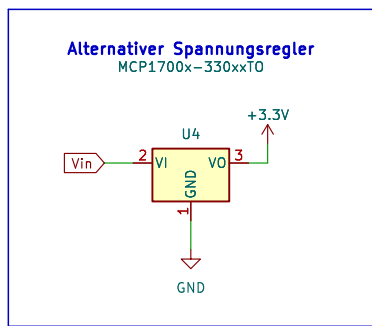 Alternativer Spannungsregler
MCP1700x-330xxTO
+3.3V
U4
Vin
2
VI
VO
3
GND
1
GND